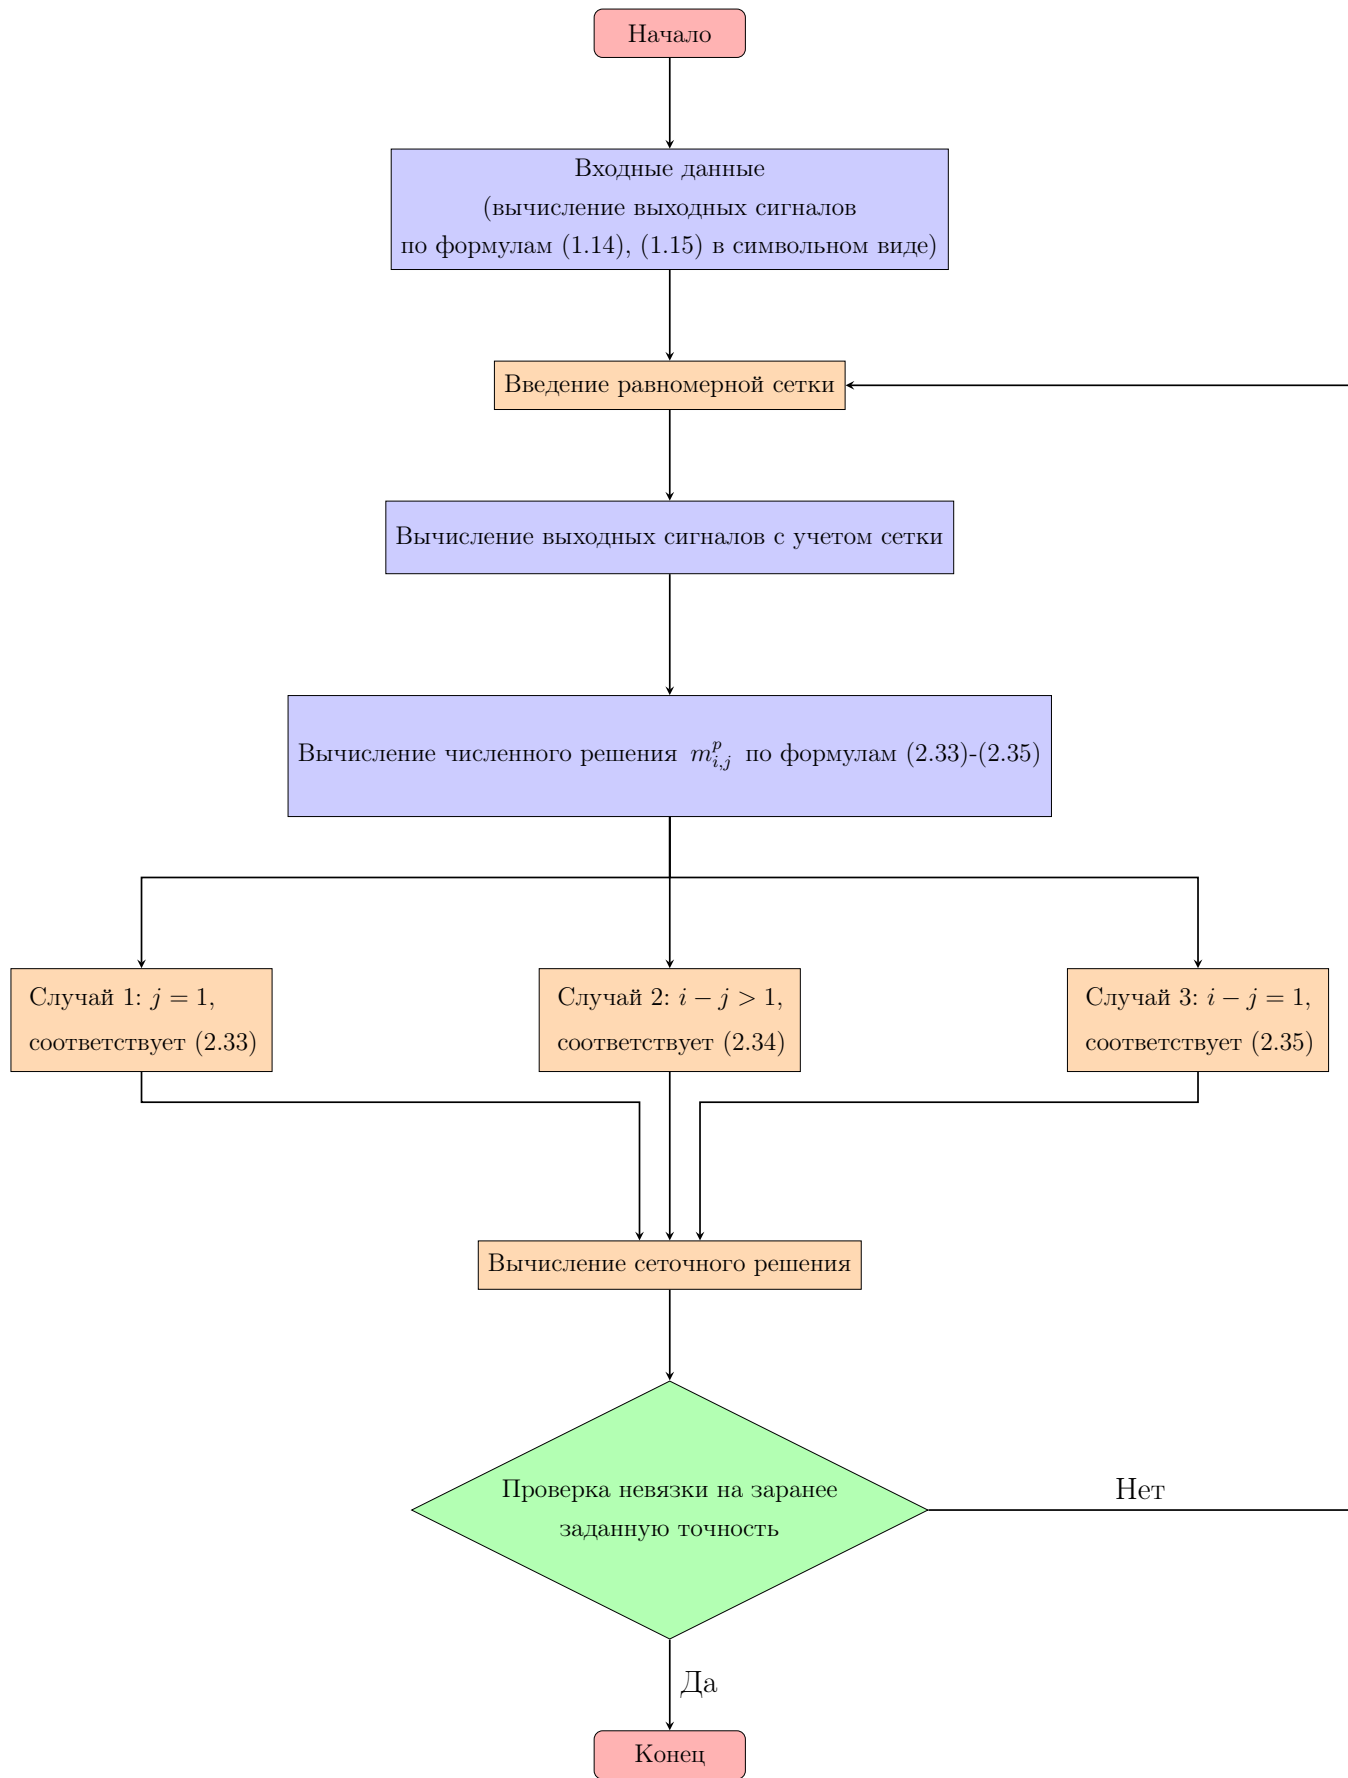 Начало
Входные данные
(вычисление выходных сигналов
по формулам (1.14), (1.15) в символьном виде)
Введение равномерной сетки
Вычисление выходных сигналов с учетом сетки
Вычисление численного решения $m_{i,j}^{p}$ по формулам (2.33)-(2.35)
Случай 1: $j = 1$,
соответствует (2.33)
Случай 2: $i - j > 1$,
соответствует (2.34)
Случай 3: $i - j = 1$,
соответствует (2.35)
Вычисление сеточного решения
Проверка невязки на заранее
заданную точность
Нет
Да
Конец